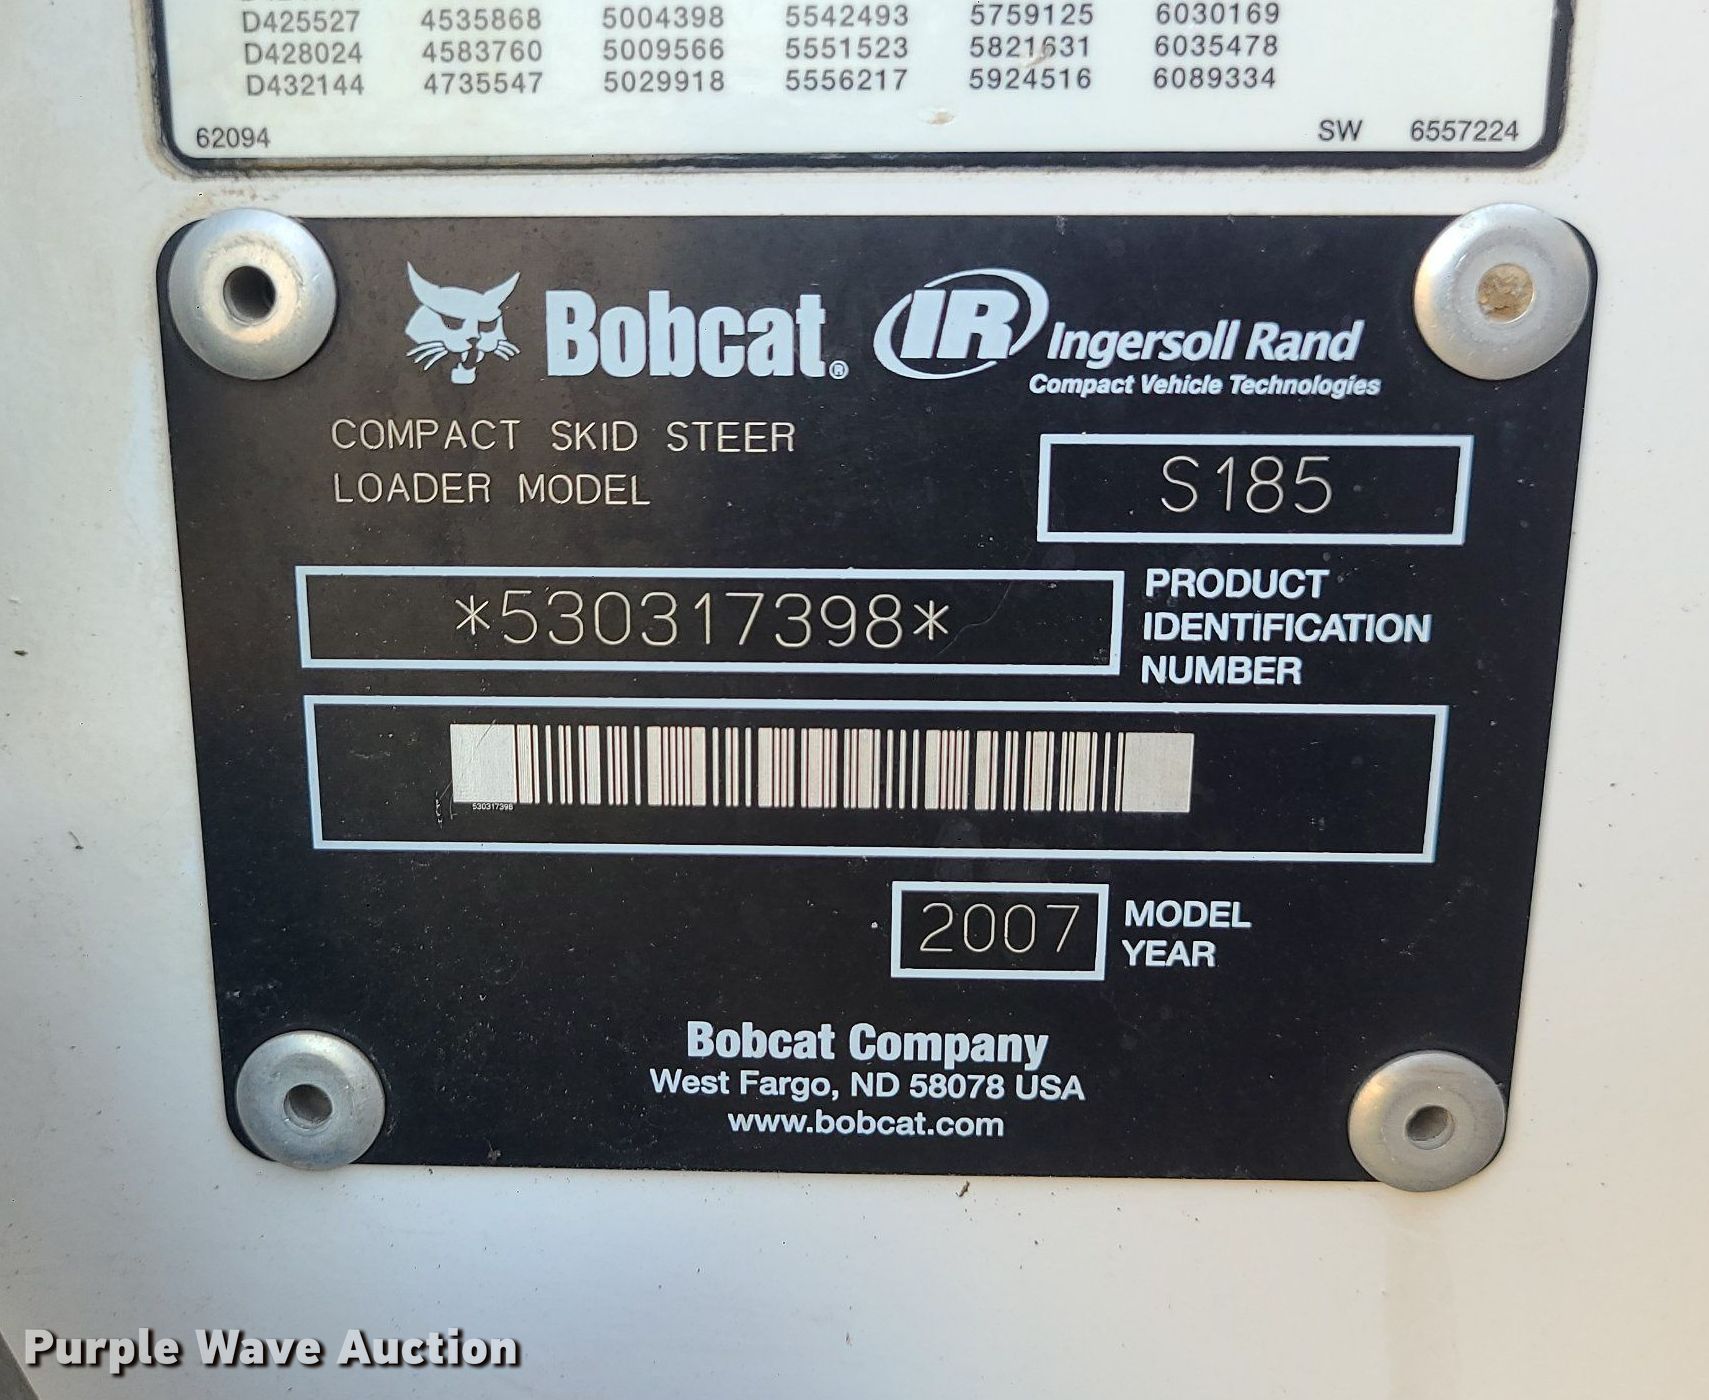 D425527 4535868 5004398 5542493 5759125 6030169
D428024 4583760 5009566 5551523 5821631 6035478
D432144 4735547 5029918 5556217 5924516 6089334
62094 SW 6557224
Bobcat® IR Ingersoll Rand
Compact Vehicle Technologies
COMPACT SKID STEER
LOADER MODEL
S185
*530317398*
PRODUCT
IDENTIFICATION
NUMBER
530317398
2007
MODEL
YEAR
Bobcat Company
West Fargo, ND 58078 USA
www.bobcat.com
Purple Wave Auction